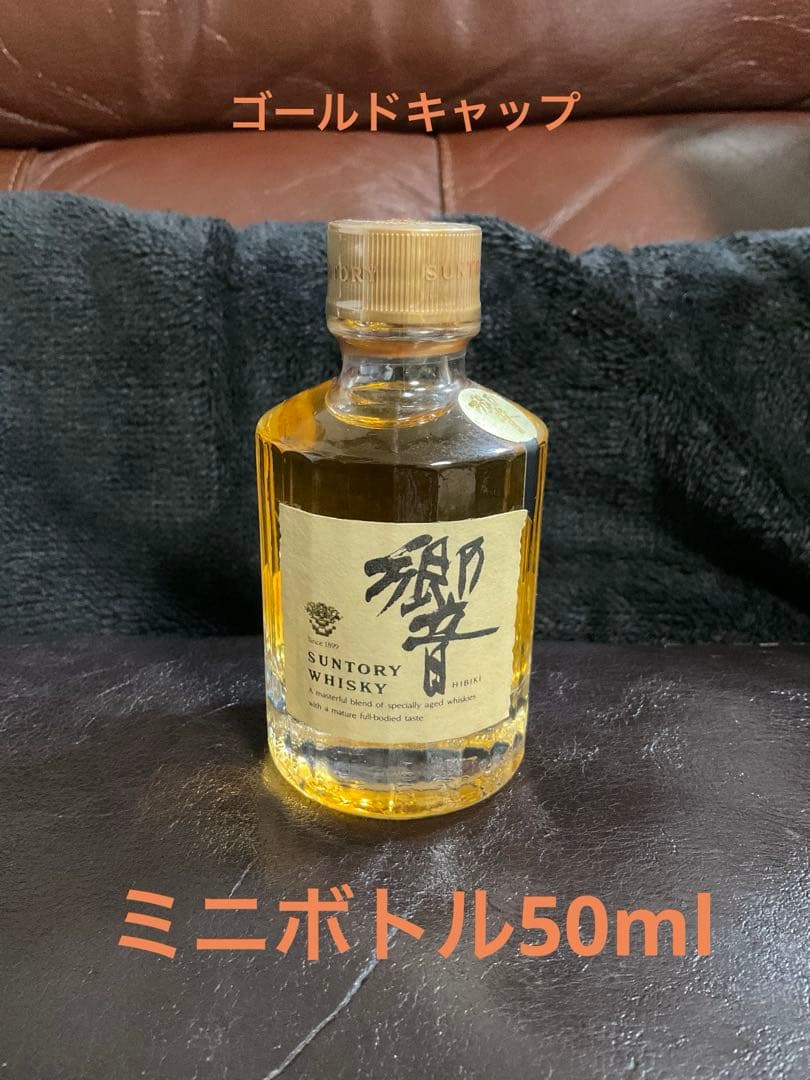 ゴールドキャップ
SUNTORY
響
Since 1899
SUNTORY
WHISKY
HIBIKI
A masterful blend of specially aged whiskies
with a mature full-bodied taste
ミニボトル50ml